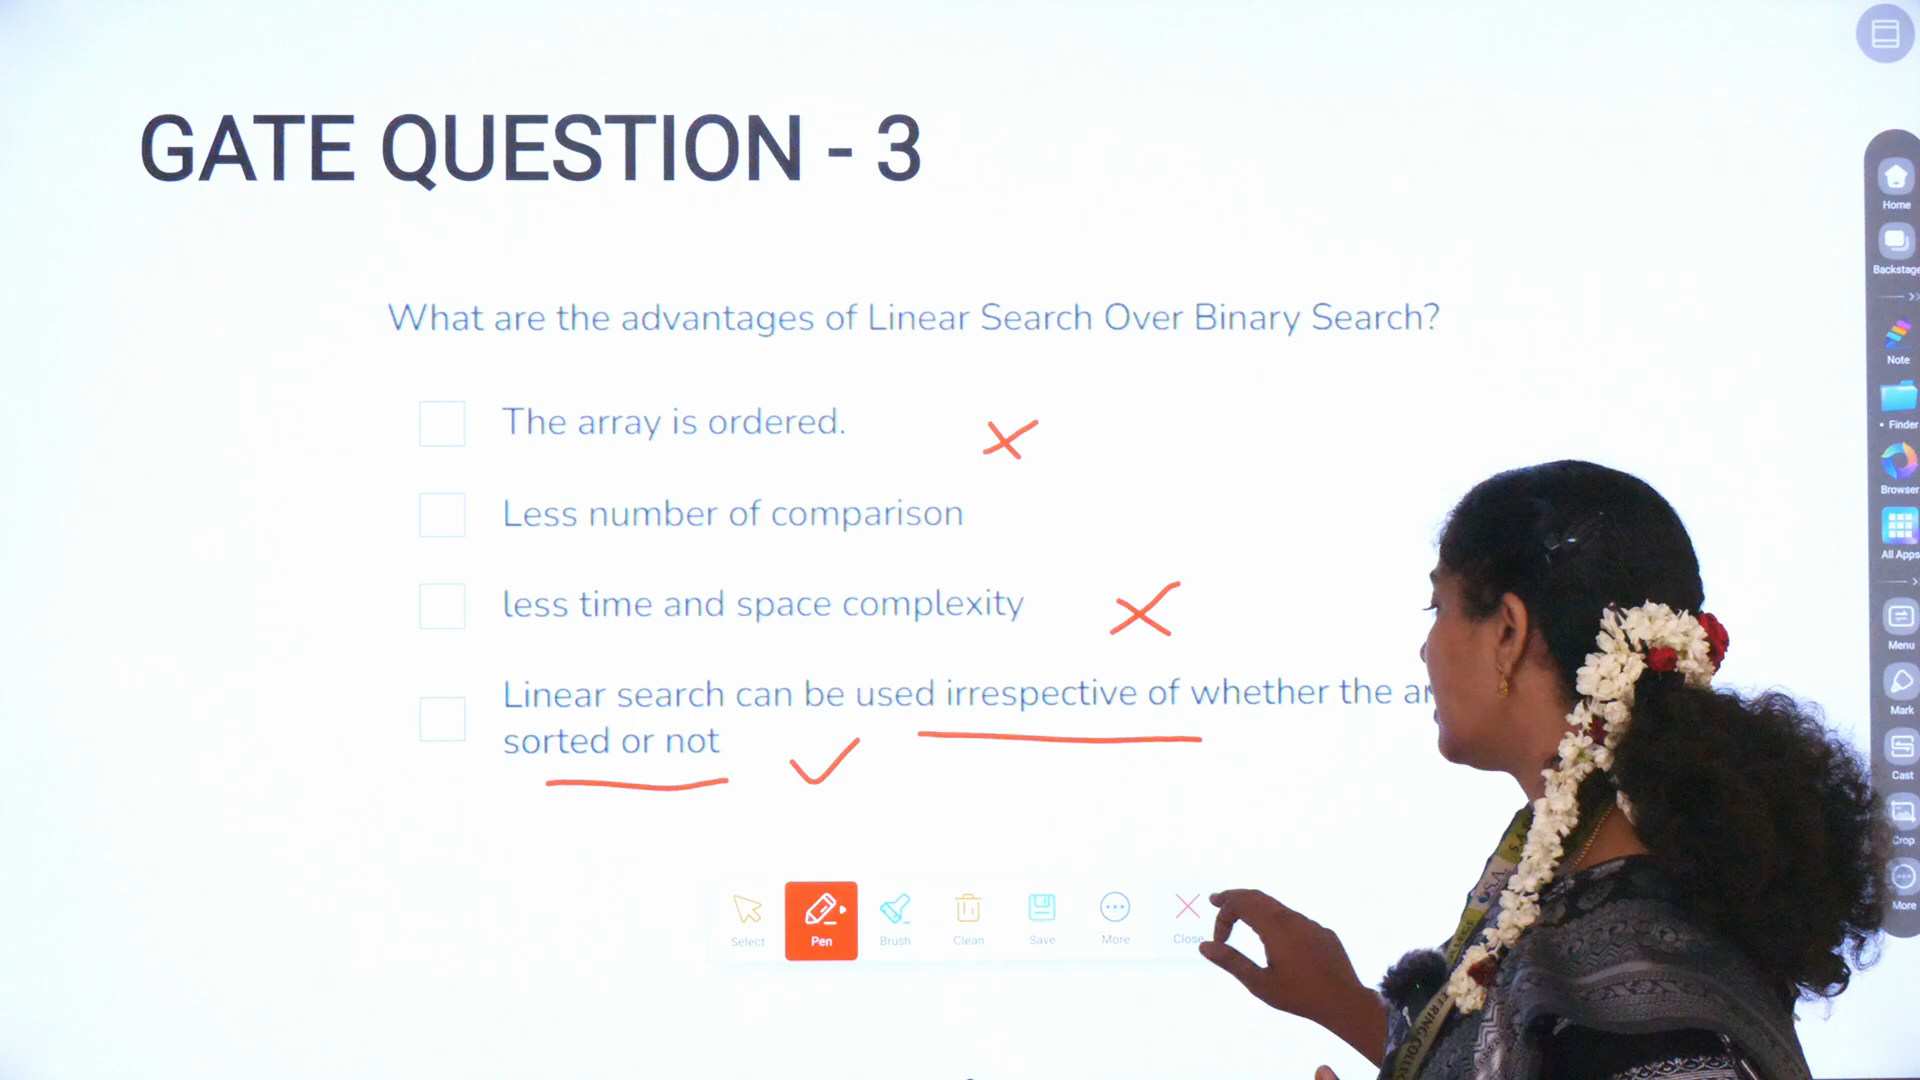 GATE QUESTION - 3
What are the advantages of Linear Search Over Binary Search?
The array is ordered.
Less number of comparison
less time and space complexity
Linear search can be used irrespective of whether the
sorted or not
Select
Pen
Brush
Clean
Save
More
Close
Home
Backstage
Note
• Finder
Browser
All Apps
Menu
Mark
Cast
Crop
More